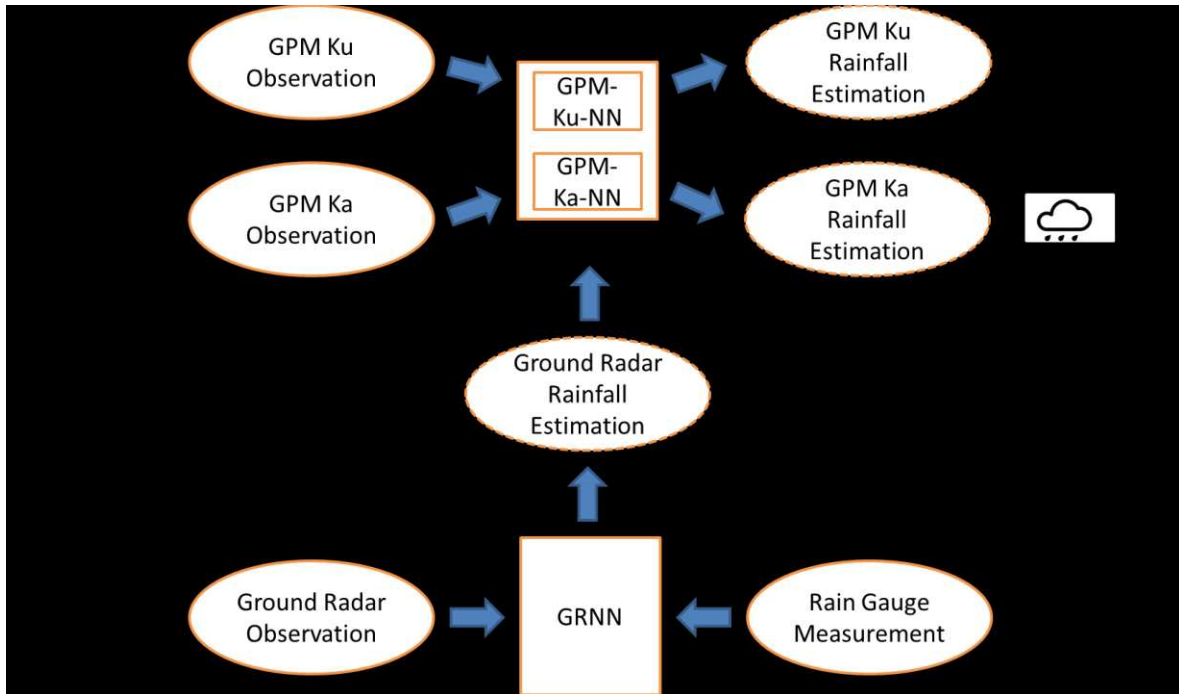 GPM Ku
Observation
GPM-
Ku-NN
GPM Ku
Rainfall
Estimation
GPM Ka
Observation
GPM-
Ka-NN
GPM Ka
Rainfall
Estimation
Ground Radar
Rainfall
Estimation
Ground Radar
Observation
GRNN
Rain Gauge
Measurement